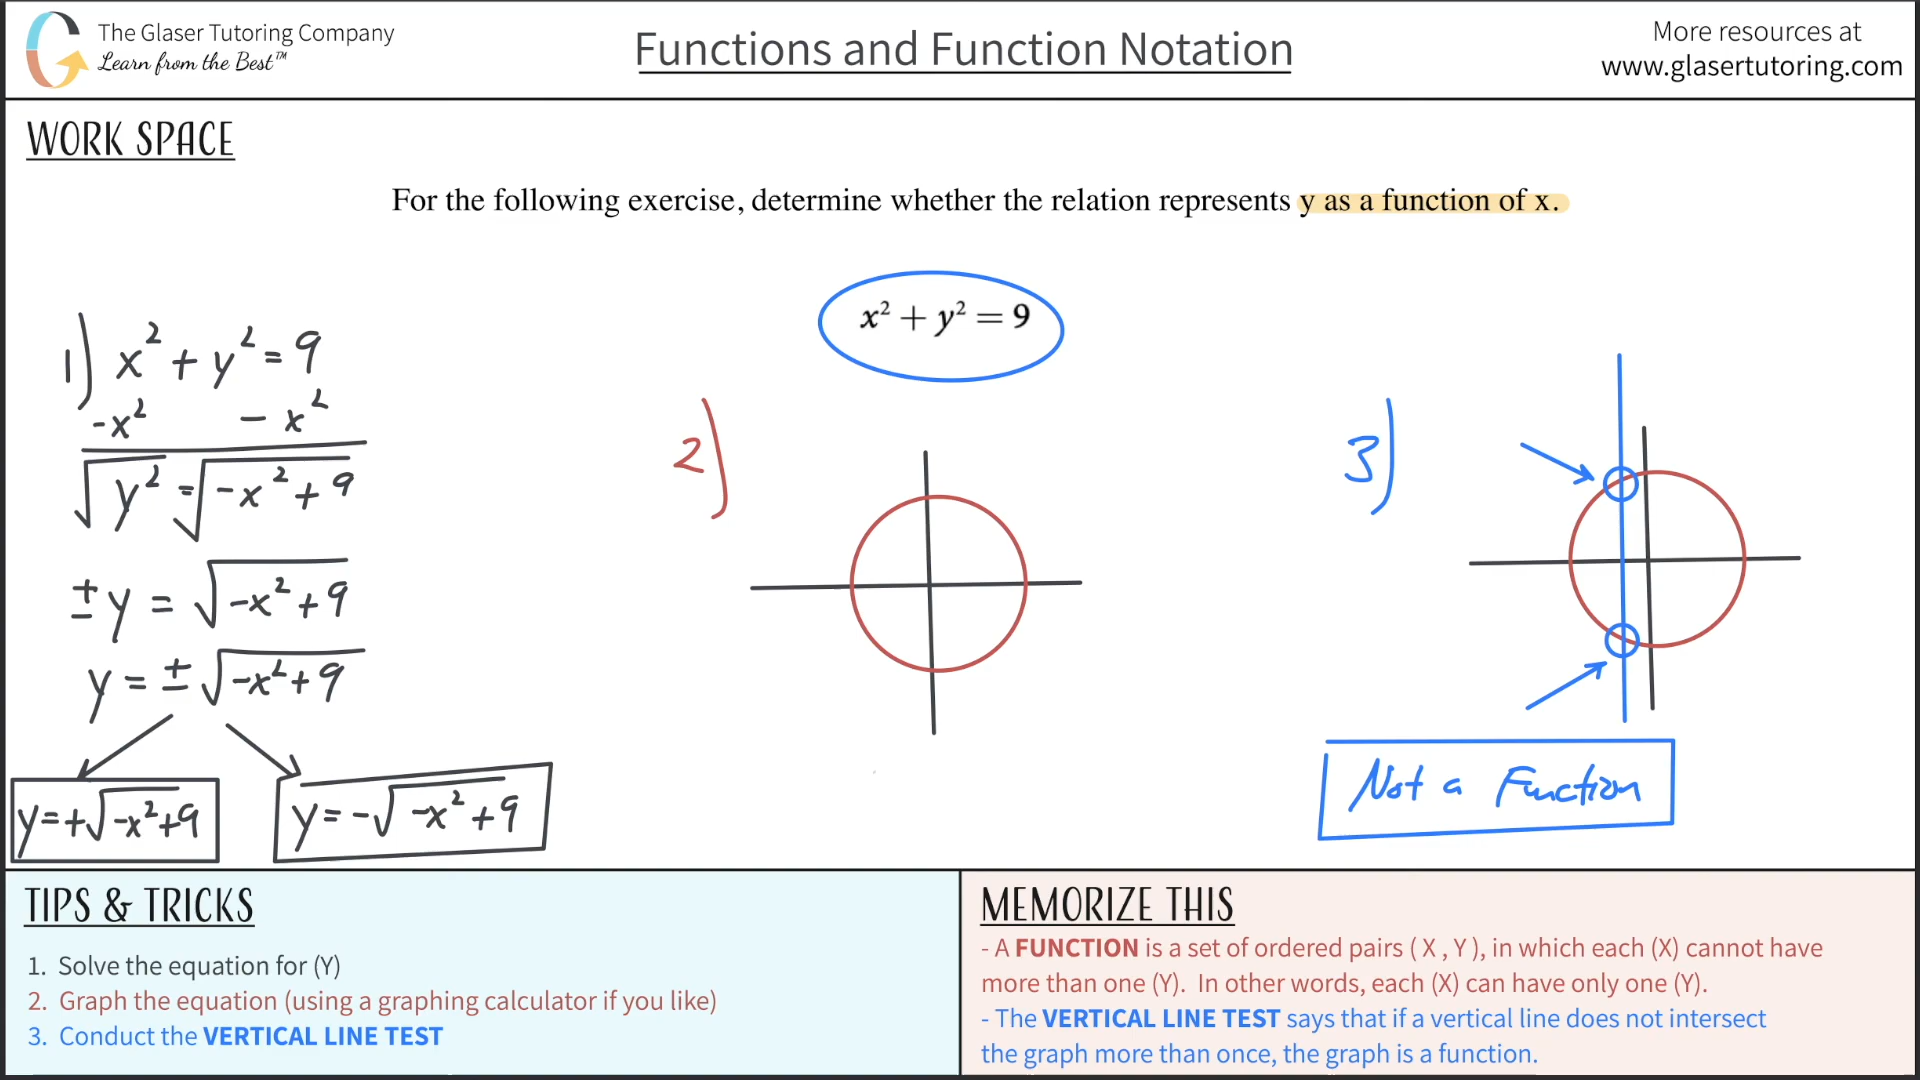 The Glaser Tutoring Company
Learn from the Best™
Functions and Function Notation
More resources at
www.glasertutoring.com
WORK SPACE
For the following exercise, determine whether the relation represents y as a function of x.
x² + y² = 9
1) x² + y² = 9
-x² - x²
√y² = √-x² + 9
± y = √-x² + 9
y = ± √-x² + 9
y = + √-x² + 9
y = - √-x² + 9
2)
3)
Not a Function
TIPS & TRICKS
1. Solve the equation for (Y)
2. Graph the equation (using a graphing calculator if you like)
3. Conduct the VERTICAL LINE TEST
MEMORIZE THIS
- A FUNCTION is a set of ordered pairs ( X , Y ), in which each (X) cannot have
more than one (Y). In other words, each (X) can have only one (Y).
- The VERTICAL LINE TEST says that if a vertical line does not intersect
the graph more than once, the graph is a function.